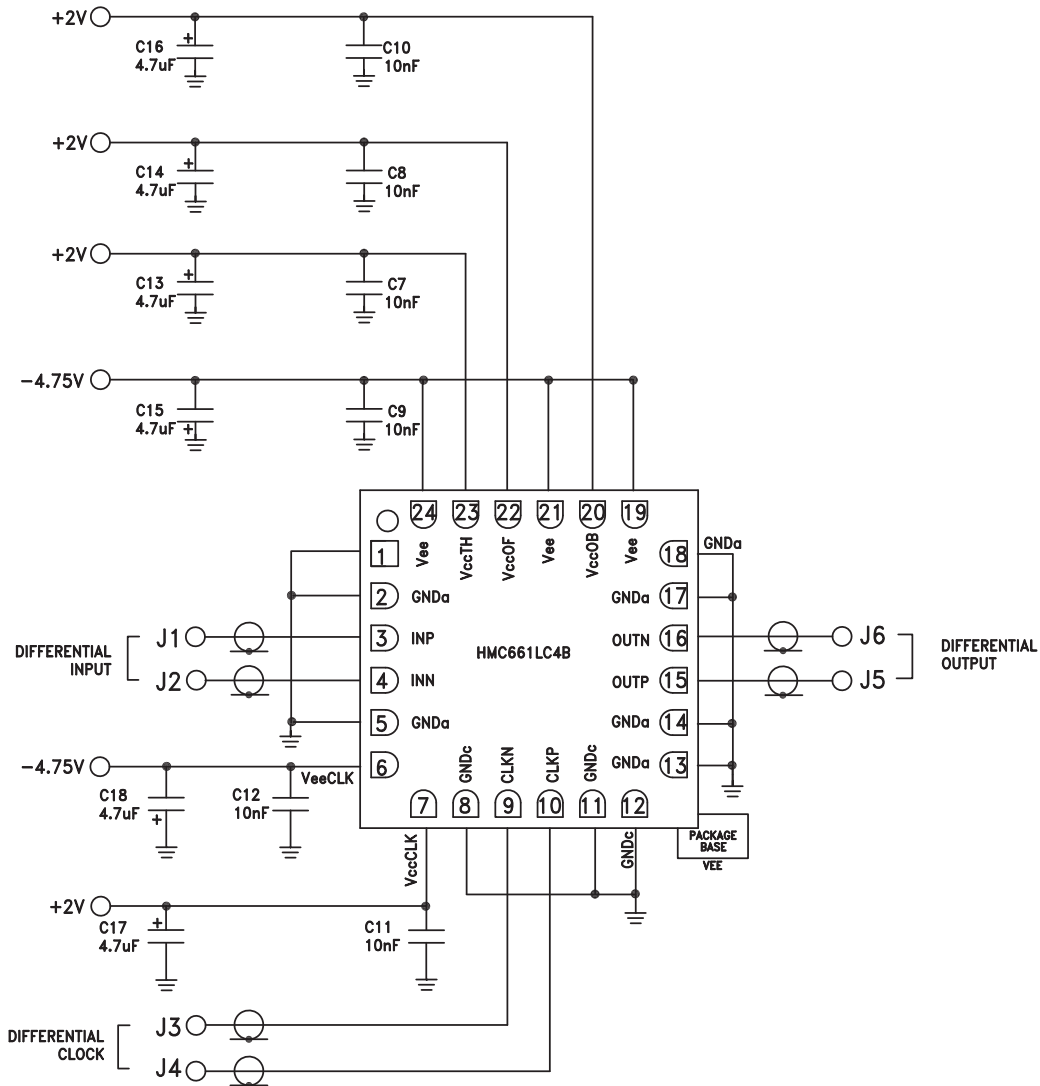 +2V
+
C16
4.7uF
C10
10nF
+2V
+
C14
4.7uF
C8
10nF
+2V
+
C13
4.7uF
C7
10nF
-4.75V
C15
4.7uF
+
C9
10nF
24
23
22
21
20
19
Vee
VccTH
VccOF
Vee
VccOB
Vee
1
2
GNDa
3
INP
4
INN
5
GNDa
6
VeeCLK
HMC661LC4B
18
GNDa
GNDa
17
OUTN
16
OUTP
15
GNDa
14
GNDa
13
J1
J2
DIFFERENTIAL
INPUT
J6
J5
DIFFERENTIAL
OUTPUT
-4.75V
C18
4.7uF
+
C12
10nF
GNDc
CLKN
CLKP
GNDc
7
8
9
10
11
12
VccCLK
GNDc
PACKAGE
BASE
VEE
+2V
C17
4.7uF
+
C11
10nF
J3
J4
DIFFERENTIAL
CLOCK